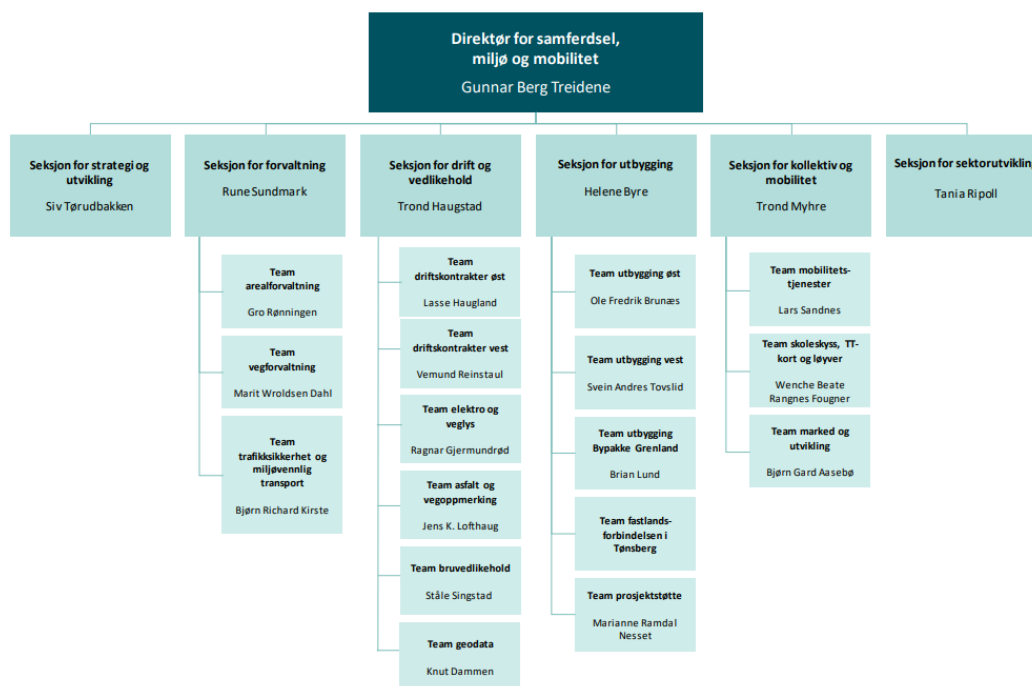 Direktør for samferdsel,
miljø og mobilitet
Gunnar Berg Treidene
Seksjon for strategi og
utvikling
Siv Tørudbakken
Seksjon for forvaltning
Rune Sundmark
Team
arealforvaltning
Gro Rønningen
Team
vegforvaltning
Marit Wroldsen Dahl
Team
trafikksikkerhet og
miljøvennlig
transport
Bjørn Richard Kirste
Seksjon for drift og
vedlikehold
Trond Haugstad
Team
driftskontrakter øst
Lasse Haugland
Team
driftskontrakter vest
Vemund Reinstaul
Team elektro og
veglys
Ragnar Gjermundrød
Team asfalt og
vegoppmerking
Jens K. Lofthaug
Team bruvedlikehold
Ståle Singstad
Team geodata
Knut Dammen
Seksjon for utbygging
Helene Byre
Team utbygging øst
Ole Fredrik Brunæs
Team utbygging vest
Svein Andres Tovslid
Team utbygging
Bypakke Grenland
Brian Lund
Team fastlands-
forbindelsen i
Tønsberg
Team prosjektstøtte
Marianne Ramdal
Nesset
Seksjon for kollektiv og
mobilitet
Trond Myhre
Team mobilitets-
tjenester
Lars Sandnes
Team skoleskyss, TT-
kort og løyver
Wenche Beate
Rangnes Fougner
Team marked og
utvikling
Bjørn Gard Aasebø
Seksjon for sektorutvikling
Tania Ripoll